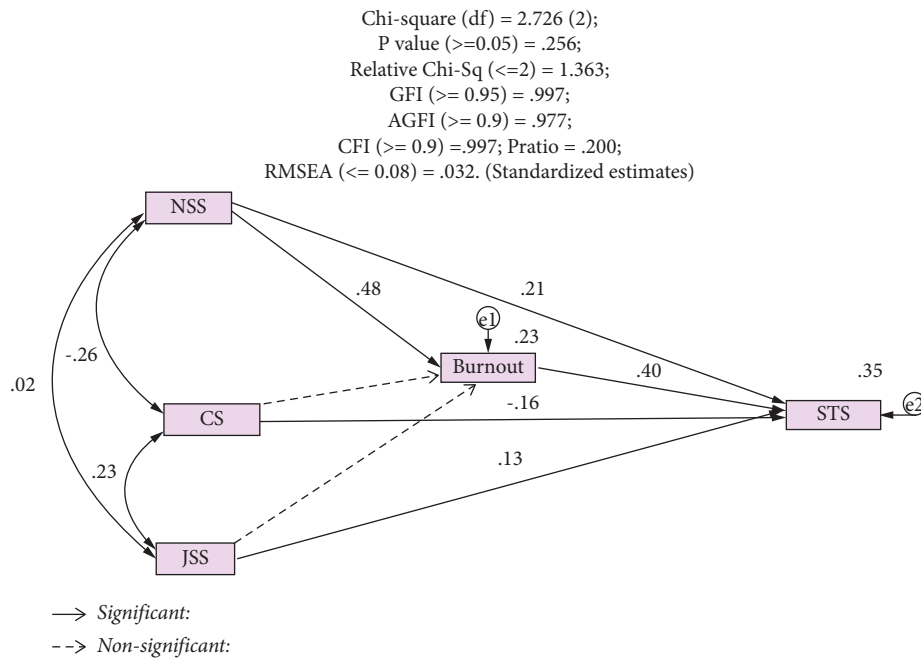 Chi-square (df) = 2.726 (2);
P value (>=0.05) = .256;
Relative Chi-Sq (<=2) = 1.363;
GFI (>= 0.95) = .997;
AGFI (>= 0.9) = .977;
CFI (>= 0.9) =.997; Pratio = .200;
RMSEA (<= 0.08) = .032. (Standardized estimates)
NSS
.48
.21
e1
.23
Burnout
-.26
.02
.40
.35
CS
-.16
STS
e2
.23
.13
JSS
Significant:
Non-significant: